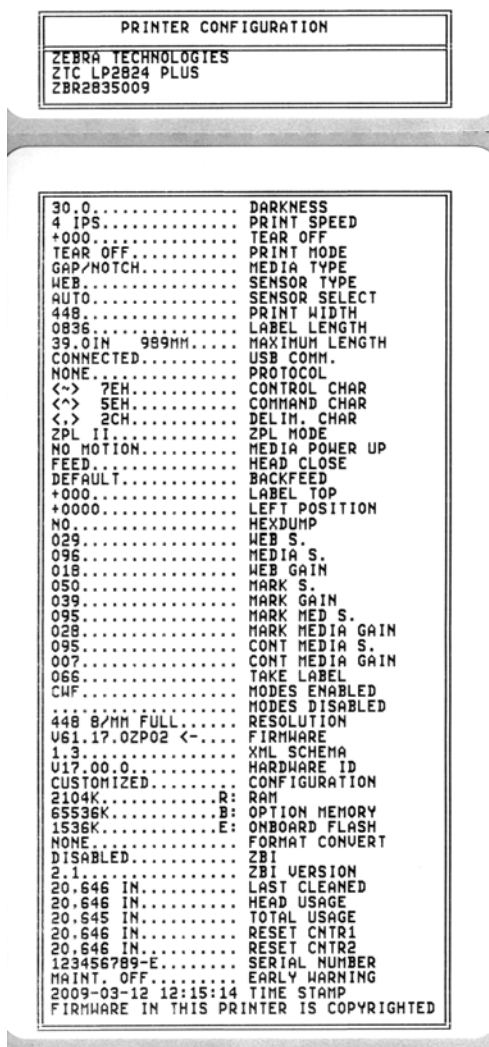 PRINTER CONFIGURATION
ZEBRA TECHNOLOGIES
ZTC LP2824 PLUS
ZBR2835009
30.0............... DARKNESS
4 IPS.............. PRINT SPEED
+000............... TEAR OFF
TEAR OFF........... PRINT MODE
GAP/NOTCH.......... MEDIA TYPE
WEB................ SENSOR TYPE
AUTO............... SENSOR SELECT
448................ PRINT WIDTH
0836............... LABEL LENGTH
39.0IN   989MM..... MAXIMUM LENGTH
CONNECTED.......... USB COMM.
NONE............... PROTOCOL
<~>  7EH........... CONTROL CHAR
<^>  5EH........... COMMAND CHAR
<,>  2CH........... DELIM. CHAR
ZPL II............. ZPL MODE
NO MOTION.......... MEDIA POWER UP
FEED............... HEAD CLOSE
DEFAULT............ BACKFEED
+000............... LABEL TOP
+0000.............. LEFT POSITION
NO................. HEXDUMP
029................ WEB S.
096................ MEDIA S.
018................ WEB GAIN
050................ MARK S.
039................ MARK GAIN
095................ MARK MED S.
028................ MARK MEDIA GAIN
095................ CONT MEDIA S.
007................ CONT MEDIA GAIN
066................ TAKE LABEL
CWF................ MODES ENABLED
................... MODES DISABLED
448 8/MM FULL...... RESOLUTION
V61.17.0ZP02 <-.... FIRMWARE
1.3................ XML SCHEMA
V17.00.0........... HARDWARE ID
CUSTOMIZED......... CONFIGURATION
2104K............R: RAM
65536K...........B: OPTION MEMORY
1536K............E: ONBOARD FLASH
NONE............... FORMAT CONVERT
DISABLED........... ZBI
2.1................ ZBI VERSION
20.646 IN.......... LAST CLEANED
20.646 IN.......... HEAD USAGE
20.645 IN.......... TOTAL USAGE
20.646 IN.......... RESET CNTR1
20.646 IN.......... RESET CNTR2
123456789-E........ SERIAL NUMBER
MAINT. OFF......... EARLY WARNING
2009-03-12 12:15:14 TIME STAMP
FIRMWARE IN THIS PRINTER IS COPYRIGHTED